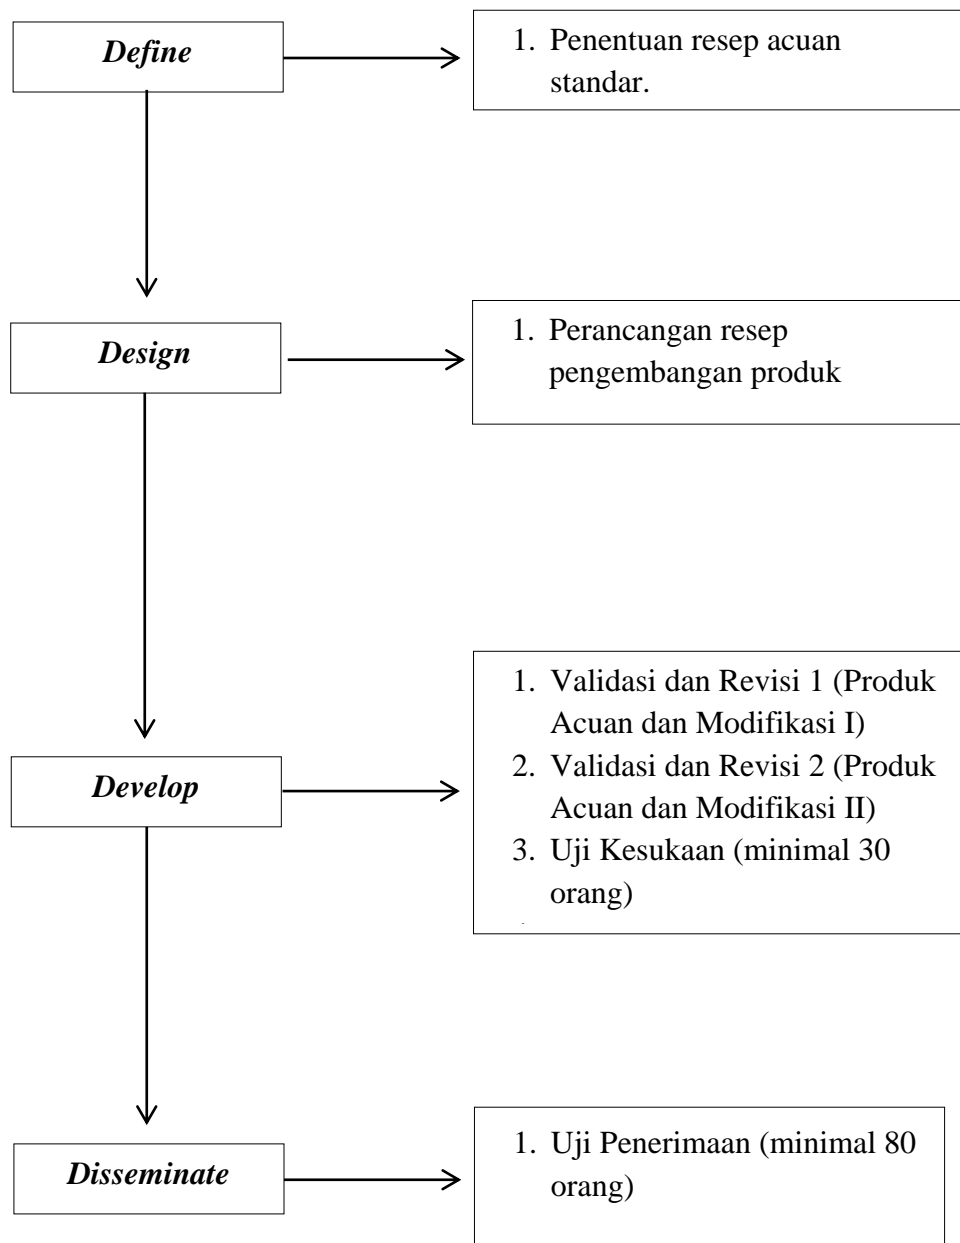 Define
1. Penentuan resep acuan
standar.
Design
1. Perancangan resep
pengembangan produk
Develop
1. Validasi dan Revisi 1 (Produk
Acuan dan Modifikasi I)
2. Validasi dan Revisi 2 (Produk
Acuan dan Modifikasi II)
3. Uji Kesukaan (minimal 30
orang)
Disseminate
1. Uji Penerimaan (minimal 80
orang)